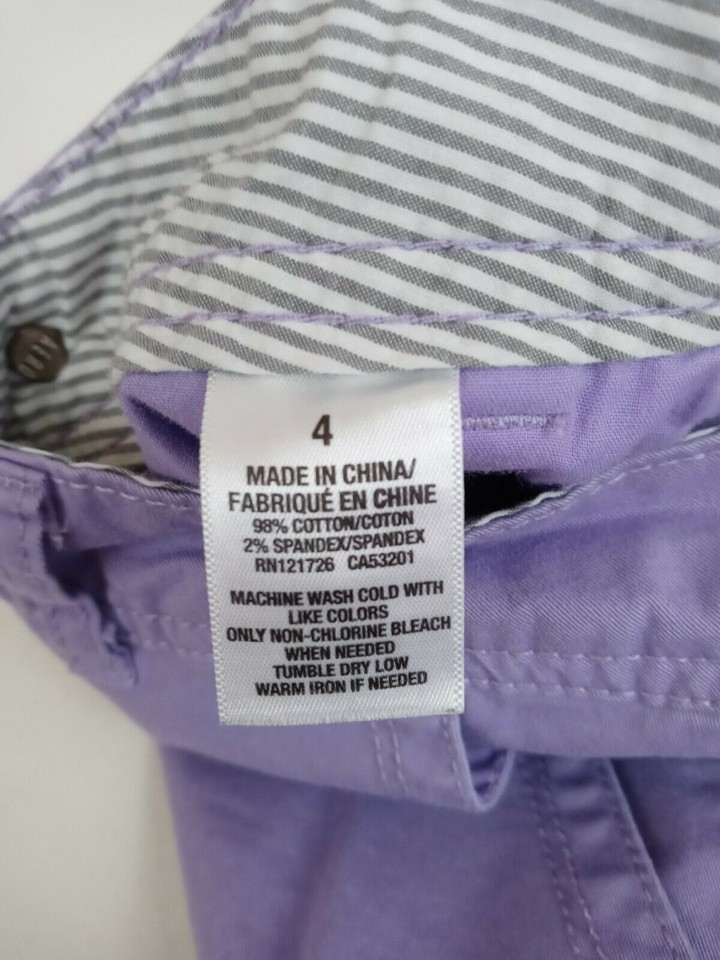 AERO
4
MADE IN CHINA/
FABRIQUÉ EN CHINE
98% COTTON/COTON
2% SPANDEX/SPANDEX
RN121726 CA53201
MACHINE WASH COLD WITH
LIKE COLORS
ONLY NON-CHLORINE BLEACH
WHEN NEEDED
TUMBLE DRY LOW
WARM IRON IF NEEDED